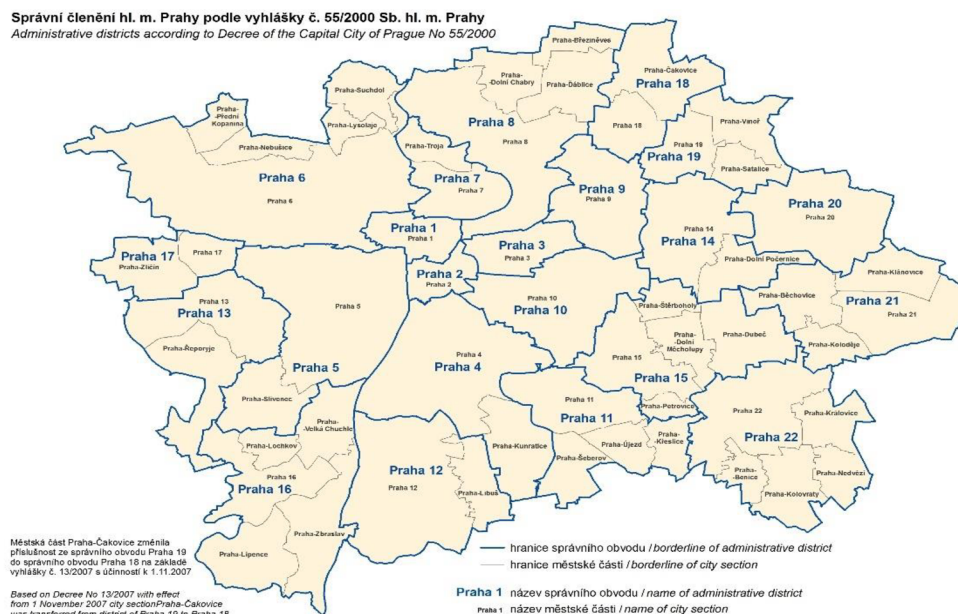 Správní členění hl. m. Prahy podle vyhlášky č. 55/2000 Sb. hl. m. Prahy
Administrative districts according to Decree of the Capital City of Prague No 55/2000
Praha-Březiněves
Praha-Čakovice
Praha 18
Praha-
-Dolní Chabry
Praha-Ďáblice
Praha-Suchdol
Praha-
-Přední
Kopanina
Praha-Lysolaje
Praha 8
Praha 8
Praha 18
Praha-Vinoř
Praha-Nebušice
Praha-Troja
Praha 19
Praha 19
Praha-Satalice
Praha 6
Praha 6
Praha 7
Praha 7
Praha 9
Praha 9
Praha 20
Praha 20
Praha 1
Praha 1
Praha 3
Praha 3
Praha 14
Praha 14
Praha 17
Praha 17
Praha-Zličín
Praha 2
Praha 2
Praha-Dolní Počernice
Praha-Klánovice
Praha 13
Praha 13
Praha 5
Praha 10
Praha 10
Praha-Štěrboholy
Praha-Běchovice
Praha 21
Praha 21
Praha-Řeporyje
Praha-
-Dolní
Měcholupy
Praha-Dubeč
Praha-Koloděje
Praha 5
Praha 4
Praha 4
Praha 15
Praha 15
Praha-Slivenec
Praha-Petrovice
Praha 11
Praha 11
Praha 22
Praha 22
Praha-Královice
Praha-
-Velká Chuchle
Praha-Lochkov
Praha-Kunratice
Praha-Újezd
Praha-Šeberov
Praha-
-Křeslice
Praha 16
Praha 16
Praha 12
Praha 12
Praha-Libuš
Praha-
-Benice
Praha-Nedvězí
Praha-Kolovraty
Praha-Lipence
Praha-Zbraslav
Městská část Praha-Čakovice změnila
příslušnost ze správního obvodu Praha 19
do správního obvodu Praha 18 na základě
vyhlášky č. 13/2007 s účinností k 1.11.2007
Based on Decree No 13/2007 with effect
from 1 November 2007 city sectionPraha-Čakovice
was transferred from district of Praha 19 to Praha 18
hranice správního obvodu / borderline of administrative district
hranice městské části / borderline of city section
Praha 1 název správního obvodu / name of administrative district
Praha 1 název městské části / name of city section